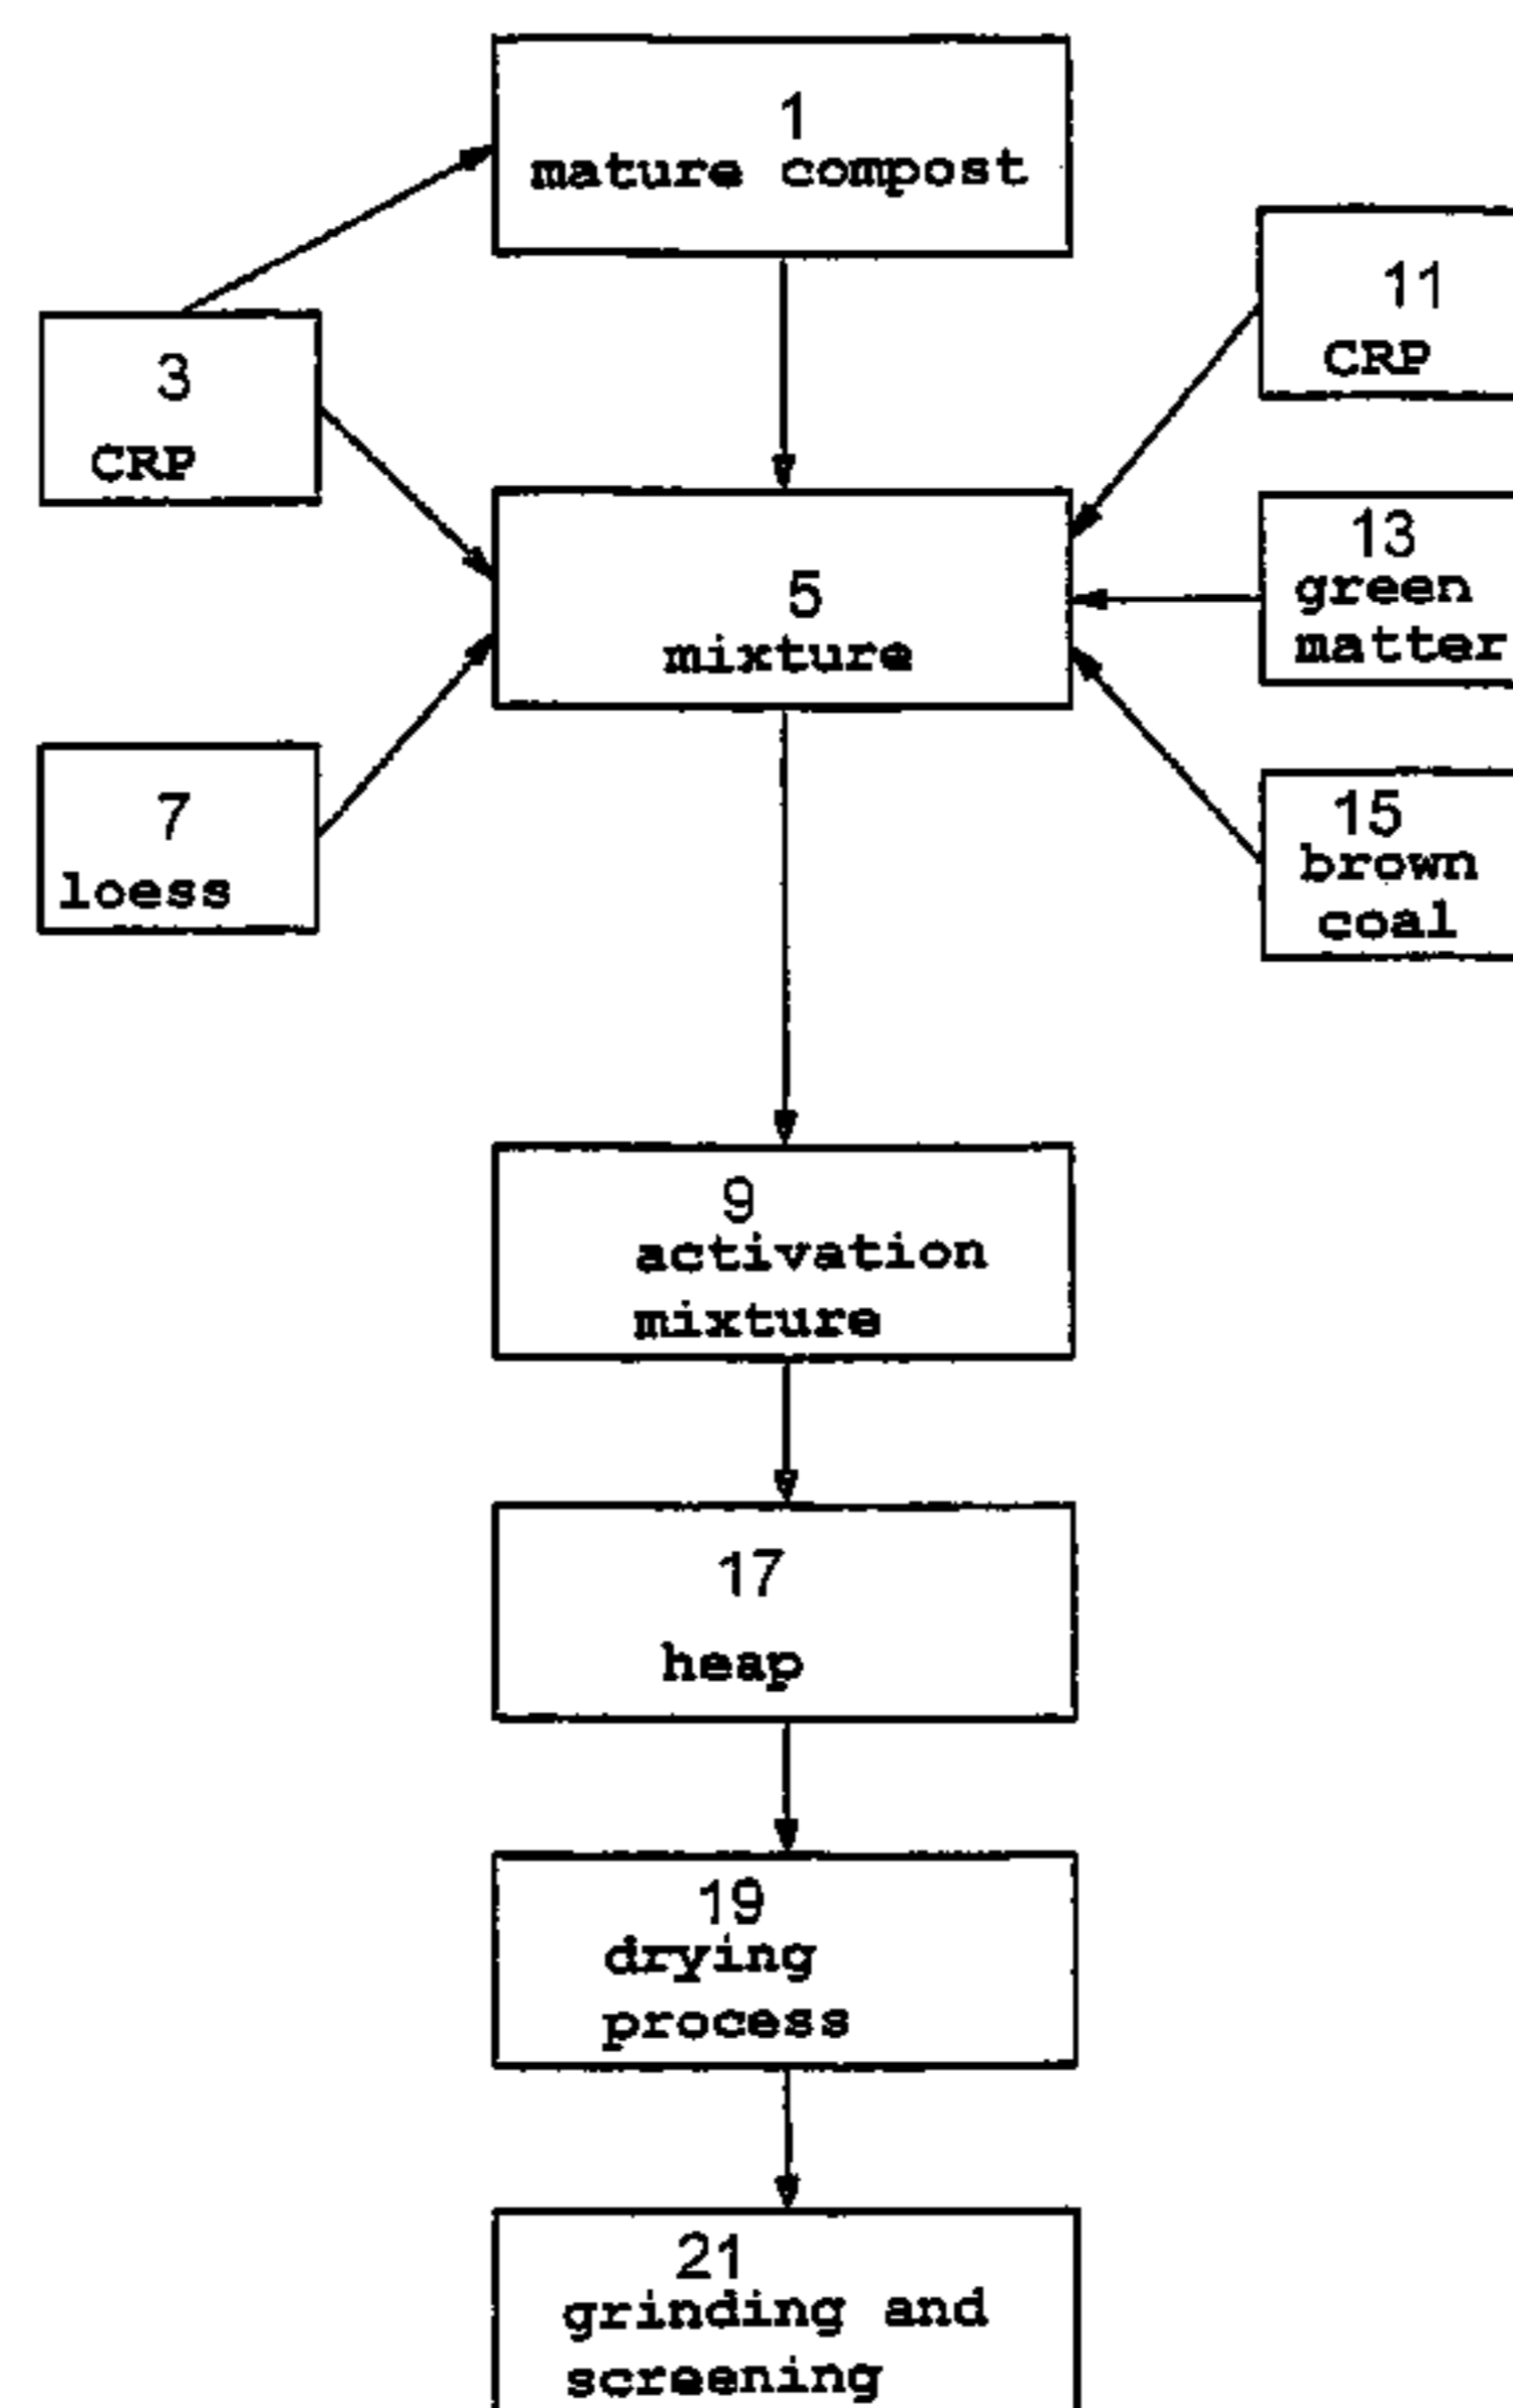 1
mature compost
11
CRP
3
CRP
13
green
matter
5
mixture
7
loess
15
brown
coal
9
activation
mixture
17
heap
19
drying
process
21
grinding and
screening